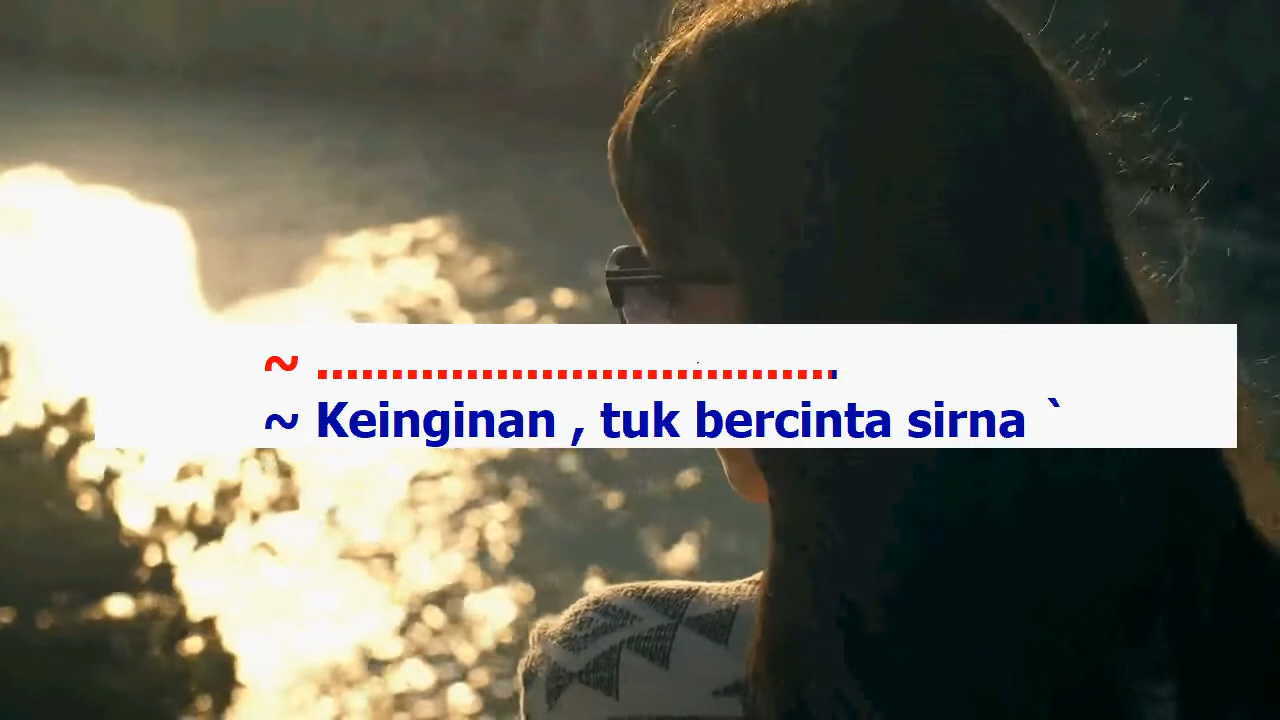 ~ ...................................
~ Keinginan , tuk bercinta sirna `